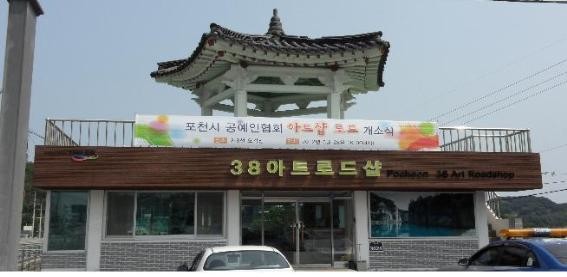 포천시 공예인협회 아트샵 로드 개소식
38아트로드샵
Pocheon 38 Art Roadshop